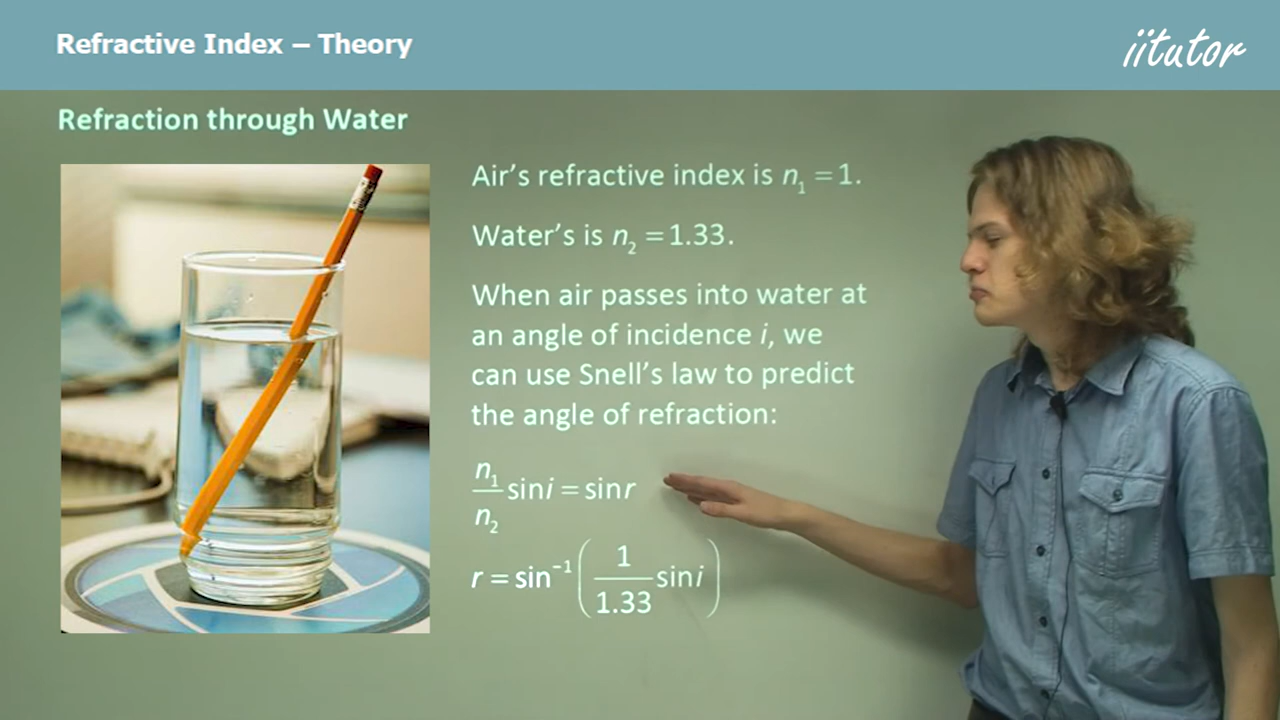 Refractive Index – Theory
iitutor
Refraction through Water
Air’s refractive index is n₁ = 1.
Water’s is n₂ = 1.33.
When air passes into water at
an angle of incidence i, we
can use Snell’s law to predict
the angle of refraction:
n₁/n₂ sin i = sin r
r = sin⁻¹(1/1.33 sin i)